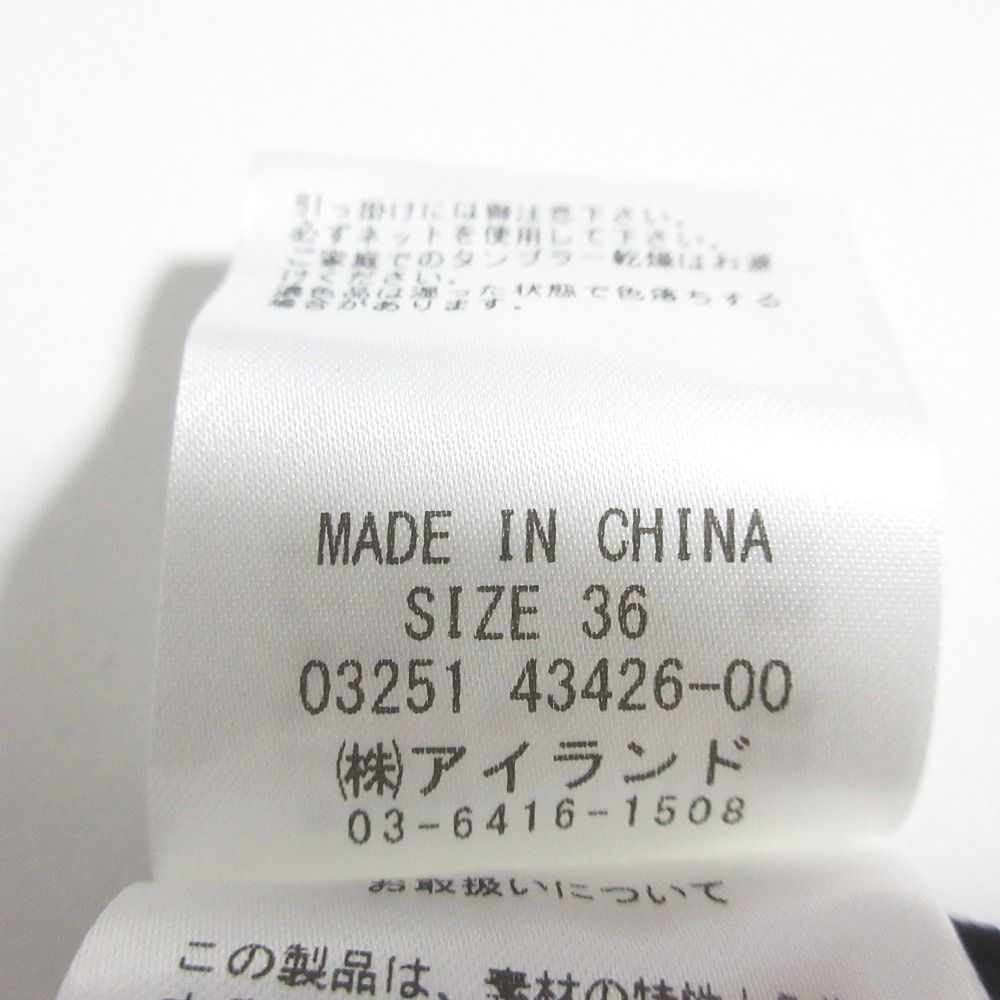 引っ掛けには御注意下さい。
必ずネットを使用して下さい。
ご家庭でのタンブラー乾燥はお避
けください。
濃色品は湿った状態で色落ちする
場合があります。
MADE IN CHINA
SIZE 36
03251 43426-00
㈱アイランド
03-6416-1508
お取扱いについて
この製品は、素材の特性